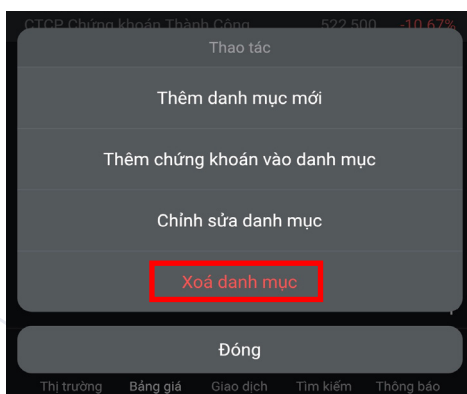 CTCP Chứng khoán Thành Công 522,500 -10.67%
Thao tác
Thêm danh mục mới
Thêm chứng khoán vào danh mục
Chỉnh sửa danh mục
Xoá danh mục
Đóng
Thị trường Bảng giá Giao dịch Tìm kiếm Thông báo